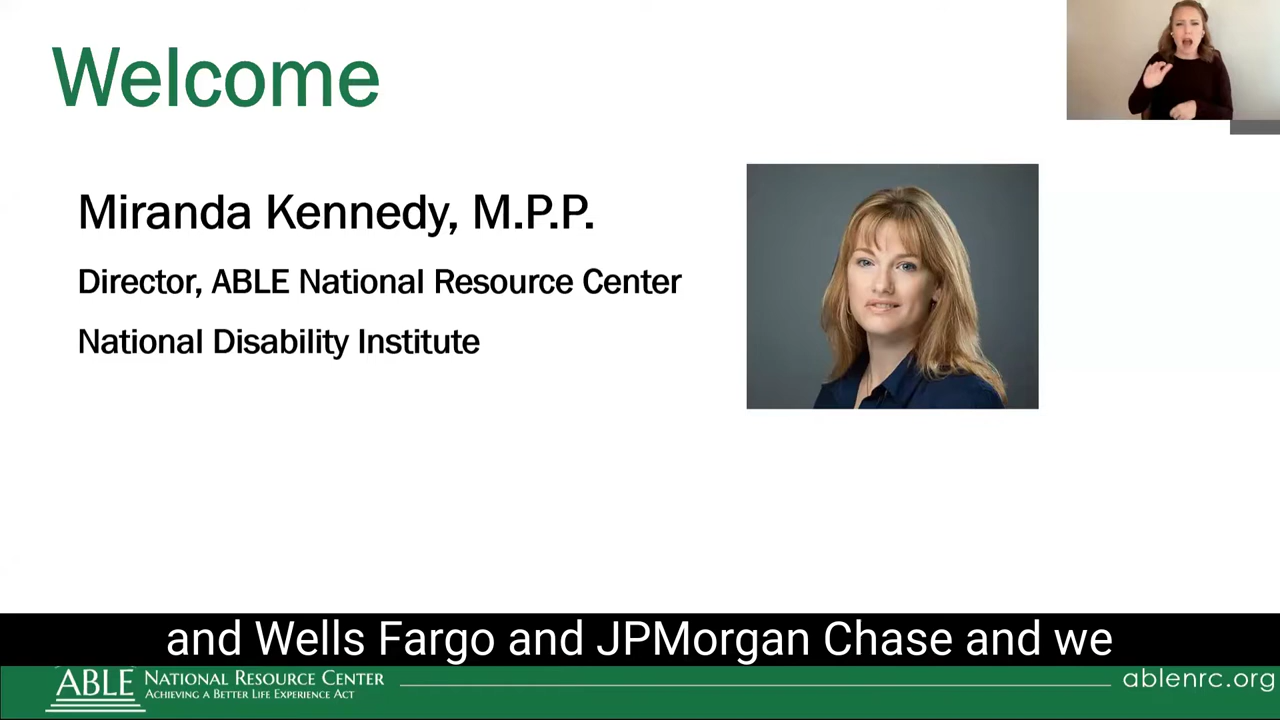 Welcome
Miranda Kennedy, M.P.P.
Director, ABLE National Resource Center
National Disability Institute
and Wells Fargo and JPMorgan Chase and we
ABLE NATIONAL RESOURCE CENTER
ACHIEVING A BETTER LIFE EXPERIENCE ACT
ablenrc.org